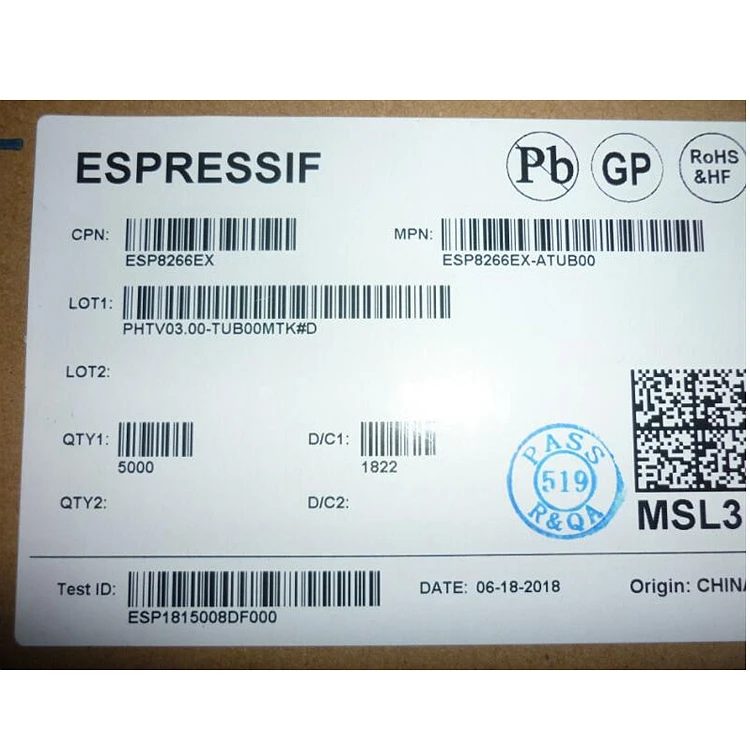 ESPRESSIF
Pb
GP
RoHS
&HF
CPN:
ESP8266EX
MPN:
ESP8266EX-ATUB00
LOT1:
PHTV03.00-TUB00MTK#D
LOT2:
QTY1:
5000
D/C1:
1822
QTY2:
D/C2:
PASS
519
R&QA
MSL3
Test ID:
ESP1815008DF000
DATE: 06-18-2018
Origin: CHINA